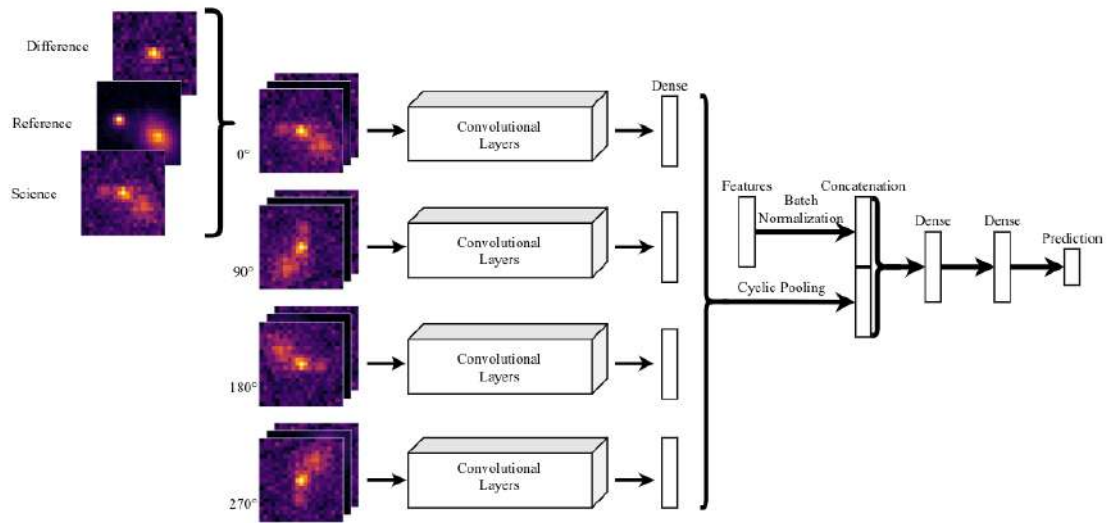 Difference
Reference
Science
0°
90°
180°
270°
Convolutional
Layers
Convolutional
Layers
Convolutional
Layers
Convolutional
Layers
Dense
Features
Batch
Normalization
Concatenation
Cyclic Pooling
Dense
Dense
Prediction